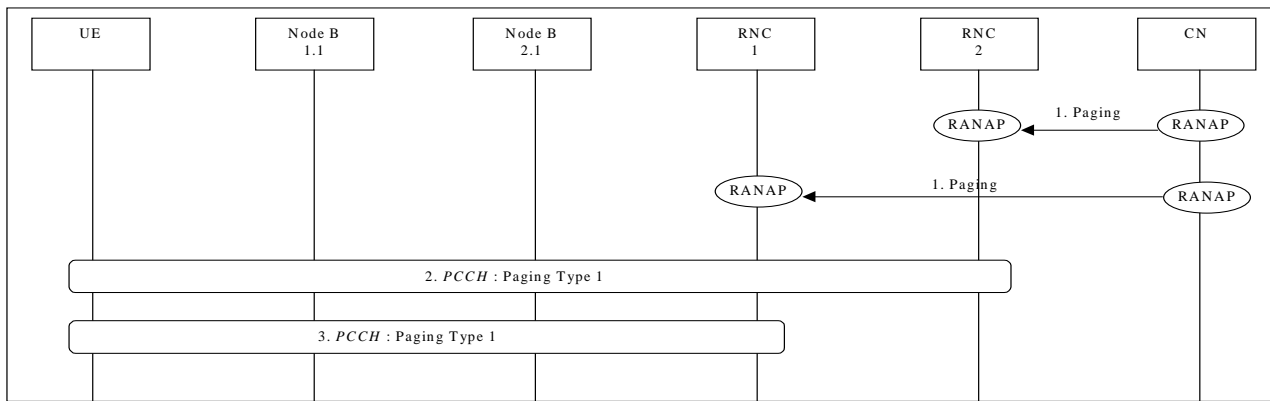 UE
Node B
1.1
Node B
2.1
RNC
1
RNC
2
CN
1. Paging
RANAP
RANAP
1. Paging
RANAP
RANAP
2. PCCH : Paging Type 1
3. PCCH : Paging Type 1